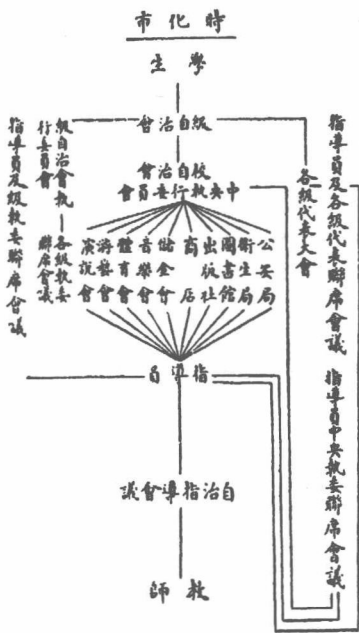 時化市
學生
級自治會
指導員及各級代表聯席會議
各級代表大會
級自治會執行委員會
各級執委聯席會議
指導員及級執委聯席會議
校自治會
中央執行委員會
公安局
衛生局
圖書館
出版社
商店
儲金會
音樂會
體育會
游藝會
演說會
指導員
指導員中央執委聯席會議
自治指導會議
教師